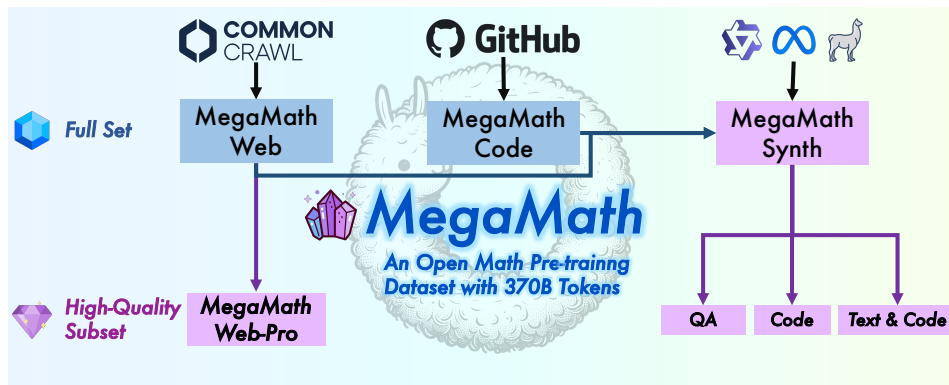 COMMON
CRAWL
GitHub
MegaMath
Web
MegaMath
Code
MegaMath
Synth
Full Set
MegaMath
An Open Math Pre-trainng
Dataset with 370B Tokens
High-Quality
Subset
MegaMath
Web-Pro
QA
Code
Text & Code